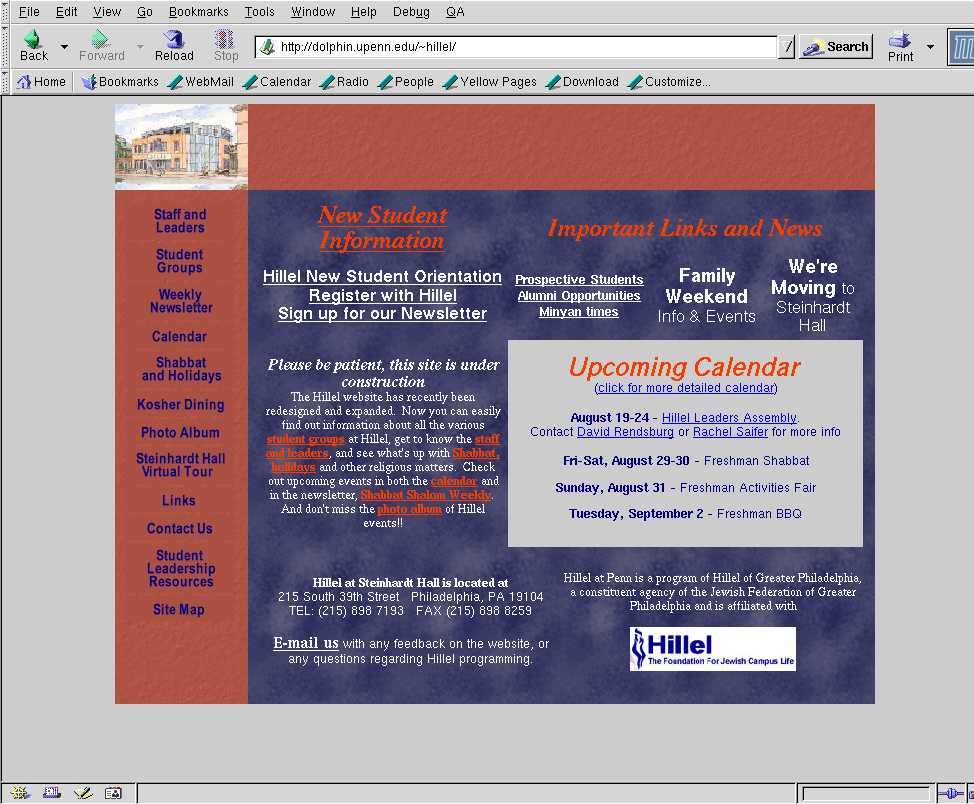 File Edit View Go Bookmarks Tools Window Help Debug QA
Back Forward Reload Stop http://dolphin.upenn.edu/~hillel/ Search Print
Home Bookmarks WebMail Calendar Radio People Yellow Pages Download Customize...
Staff and
Leaders
Student
Groups
Weekly
Newsletter
Calendar
Shabbat
and Holidays
Kosher Dining
Photo Album
Steinhardt Hall
Virtual Tour
Links
Contact Us
Student
Leadership
Resources
Site Map
New Student
Information
Hillel New Student Orientation
Register with Hillel
Sign up for our Newsletter
Important Links and News
Prospective Students
Alumni Opportunities
Minyan times
Family
Weekend
Info & Events
We're
Moving to
Steinhardt
Hall
Please be patient, this site is under
construction
The Hillel website has recently been
redesigned and expanded. Now you can easily
find out information about all the various
student groups at Hillel, get to know the staff
and leaders, and see what's up with Shabbat,
holidays and other religious matters. Check
out upcoming events in both the calendar and
in the newsletter, Shabbat Shalom Weekly.
And don't miss the photo album of Hillel
events!!
Upcoming Calendar
(click for more detailed calendar)
August 19-24 - Hillel Leaders Assembly.
Contact David Rendsburg or Rachel Saifer for more info
Fri-Sat, August 29-30 - Freshman Shabbat
Sunday, August 31 - Freshman Activities Fair
Tuesday, September 2 - Freshman BBQ
Hillel at Steinhardt Hall is located at
215 South 39th Street Philadelphia, PA 19104
TEL: (215) 898 7193 FAX (215) 898 8259
E-mail us with any feedback on the website, or
any questions regarding Hillel programming.
Hillel at Penn is a program of Hillel of Greater Philadelphia,
a constituent agency of the Jewish Federation of Greater
Philadelphia and is affiliated with
Hillel
The Foundation For Jewish Campus Life